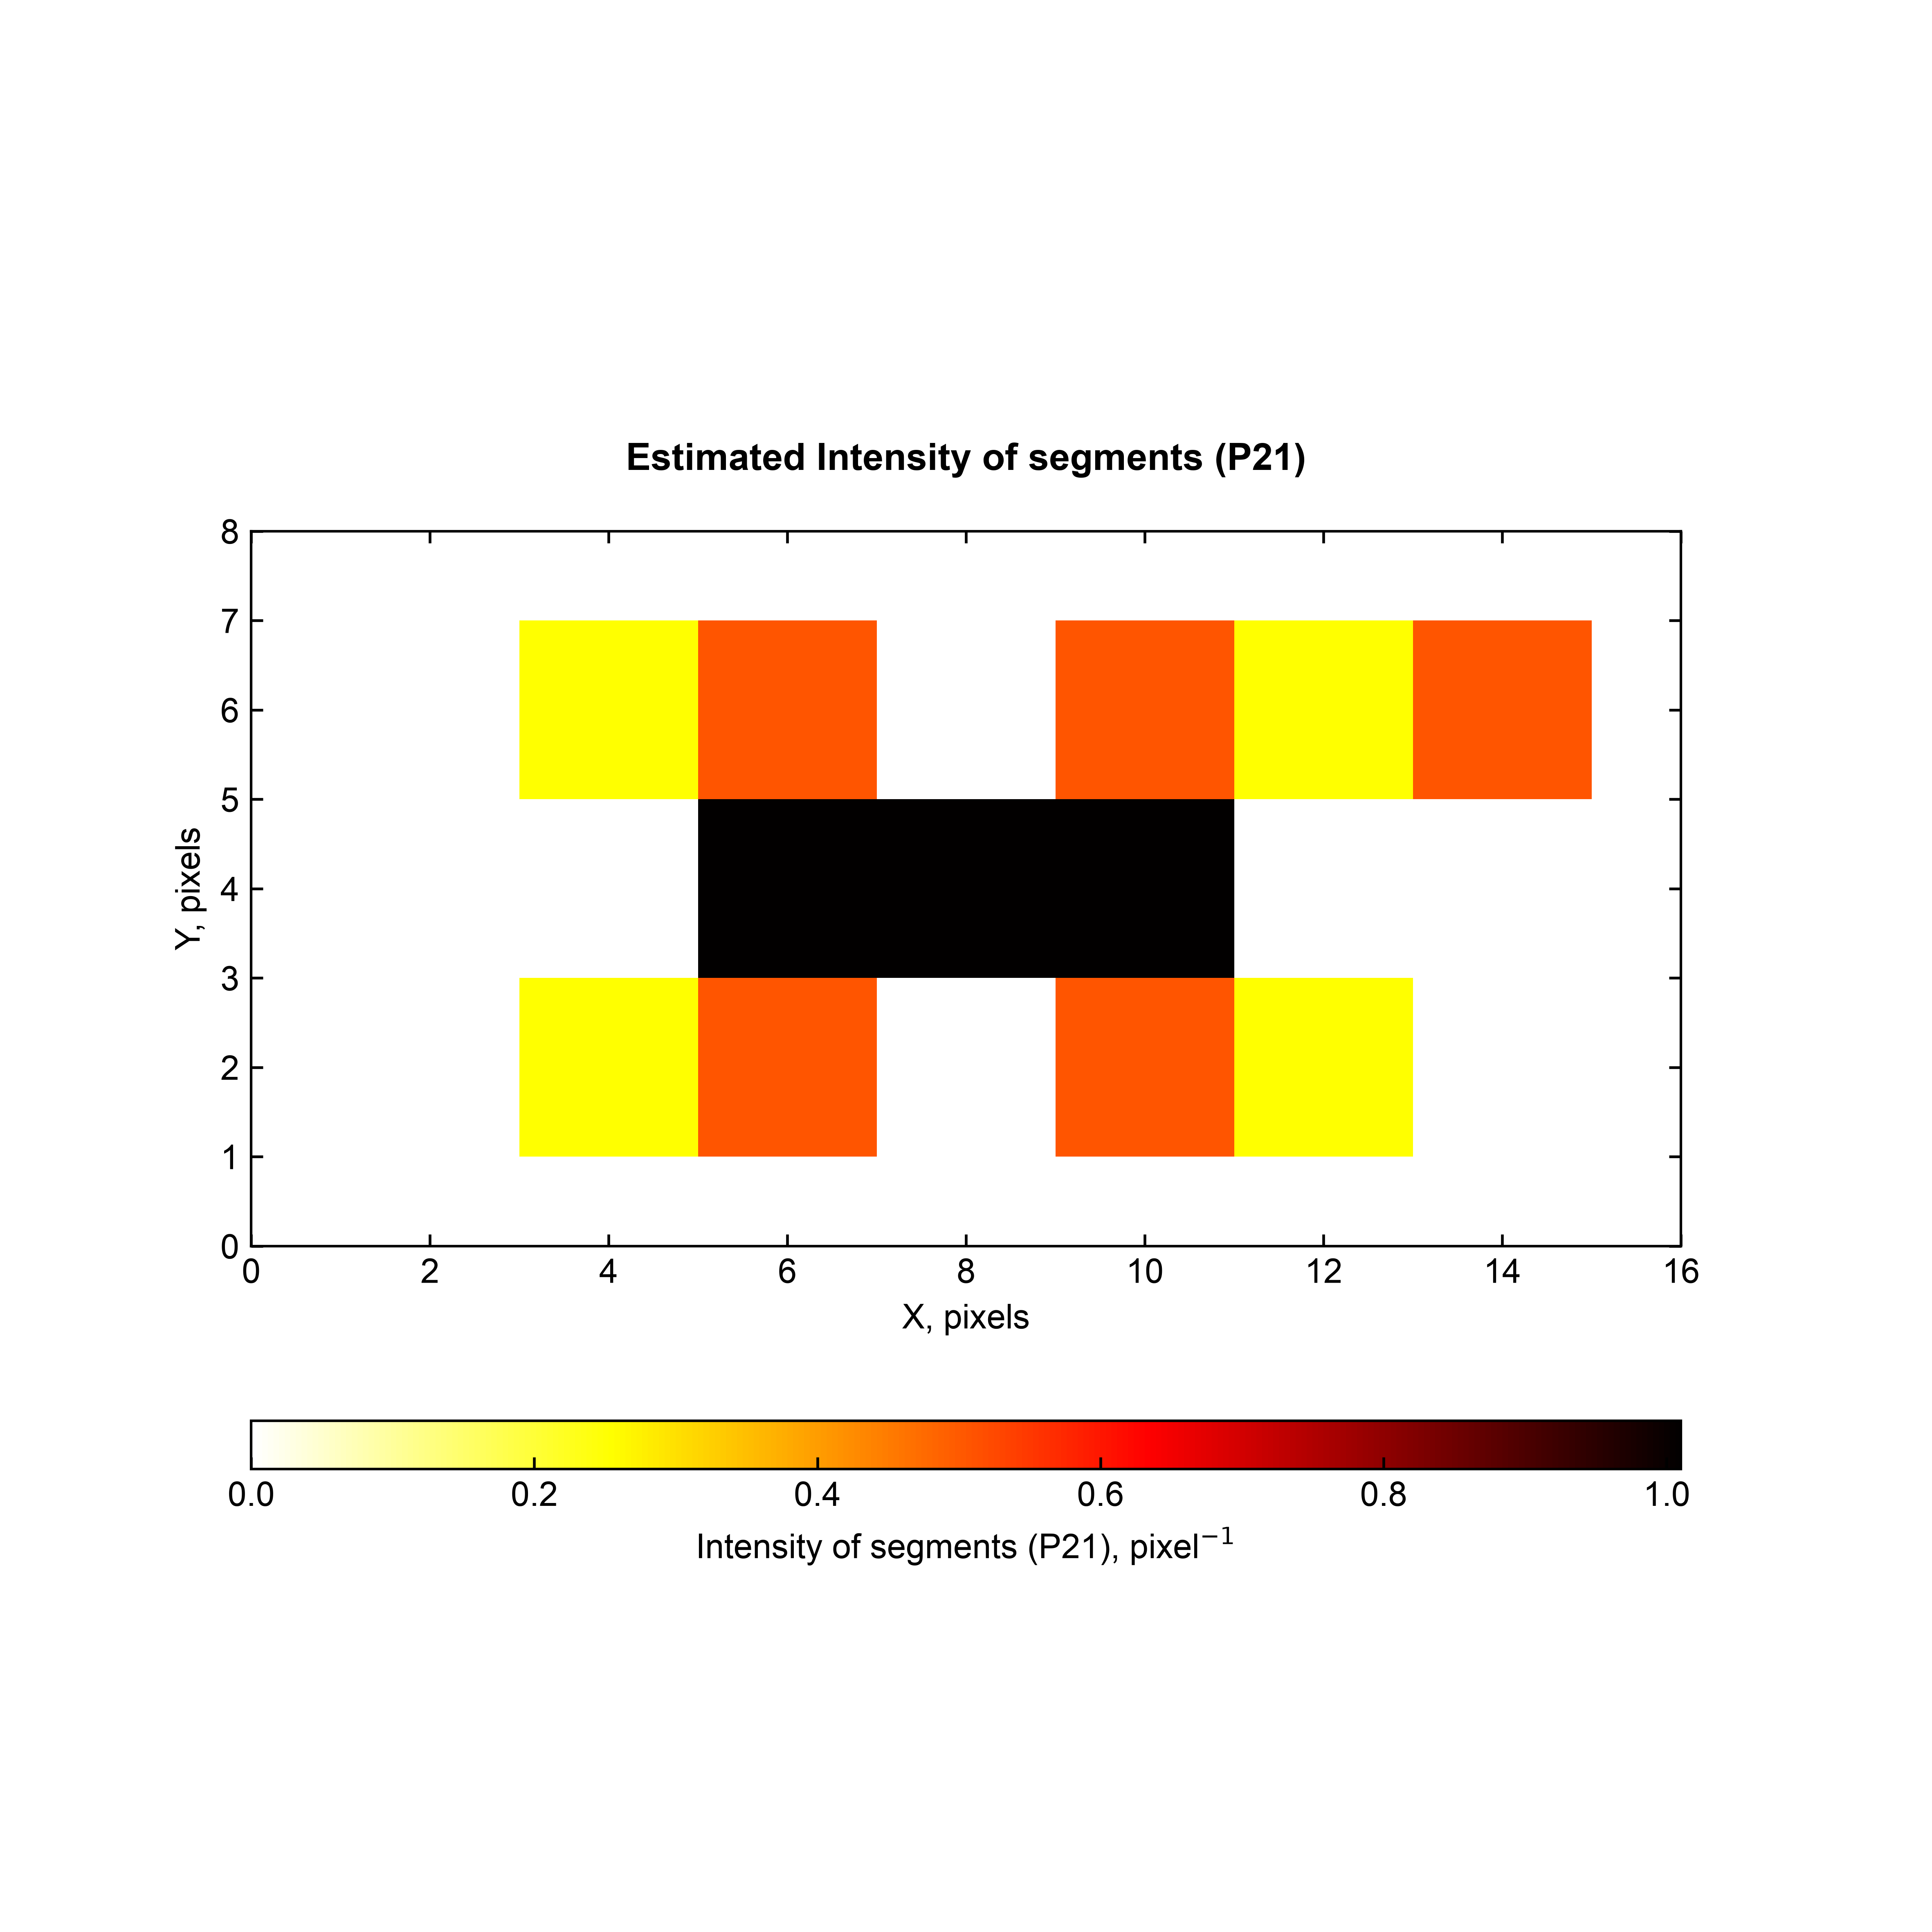 Estimated Intensity of segments (P21)
8
7
6
5
4
3
2
1
0
Y, pixels
0 2 4 6 8 10 12 14 16
X, pixels
0.0 0.2 0.4 0.6 0.8 1.0
Intensity of segments (P21), pixel⁻¹